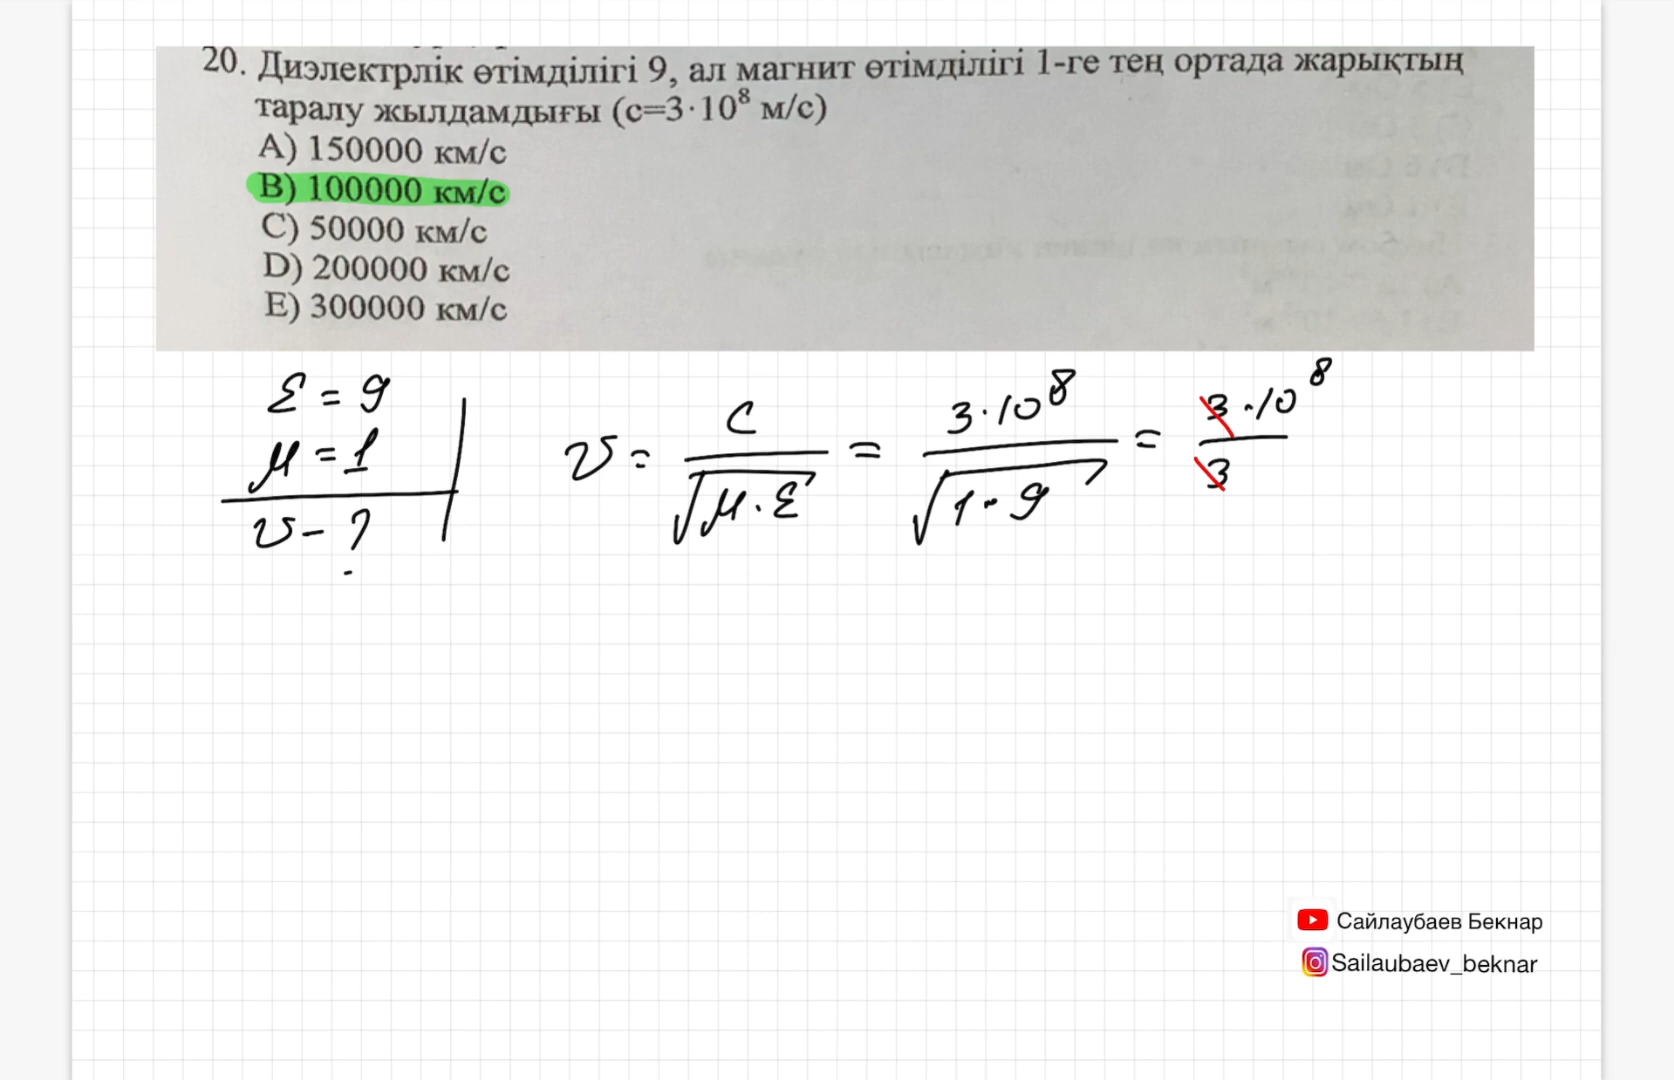 20. Диэлектрлік өтімділігі 9, ал магнит өтімділігі 1-ге тең ортада жарықтың
таралу жылдамдығы (c=3·10⁸ м/с)
A) 150000 км/с
B) 100000 км/с
C) 50000 км/с
D) 200000 км/с
E) 300000 км/с
ε = 9
μ = 1
υ - ?
υ = c / √(μ · ε) = 3 · 10⁸ / √(1 · 9) = 3 · 10⁸ / 3
Сайлаубаев Бекнар
Sailaubaev_beknar